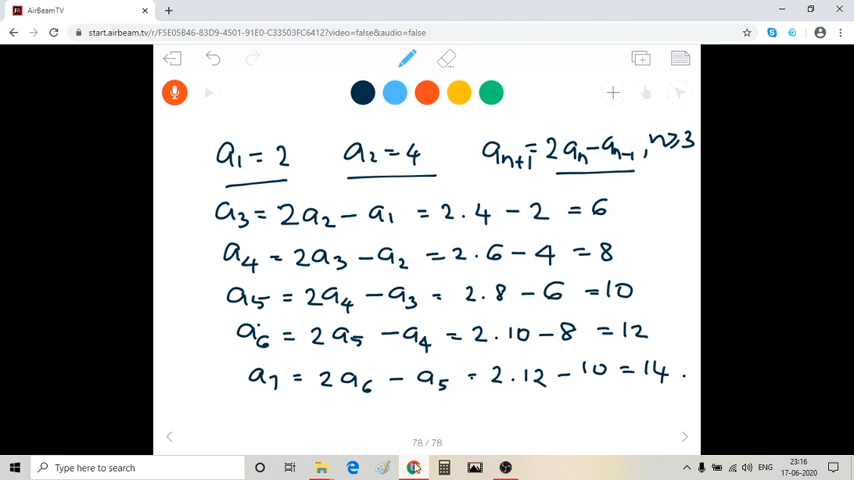 AirBeamTV
start.airbeam.tv/r/F5E05B46-83D9-4501-91E0-C33503FC6412?video=false&audio=false
a1 = 2 a2 = 4 an+1 = 2an - an-1, n≥3
a3 = 2a2 - a1 = 2.4 - 2 = 6
a4 = 2a3 - a2 = 2.6 - 4 = 8
a5 = 2a4 - a3 = 2.8 - 6 = 10
a6 = 2a5 - a4 = 2.10 - 8 = 12
a7 = 2a6 - a5 = 2.12 - 10 = 14 .
78 / 78
Type here to search
ENG
23:16
17-06-2020